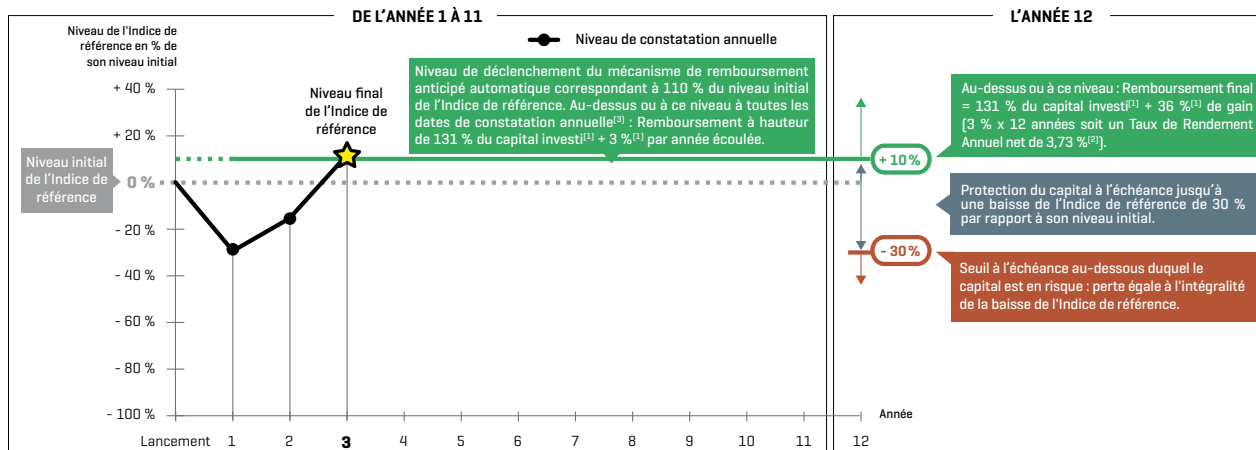 DE L'ANNÉE 1 À 11
L'ANNÉE 12
Niveau de l'Indice de
référence en % de
son niveau initial
Niveau de constatation annuelle
+ 40 %
+ 20 %
0 %
- 20 %
- 40 %
- 60 %
- 80 %
- 100 %
Niveau initial
de l'Indice de
référence
Niveau final
de l'Indice de
référence
Niveau de déclenchement du mécanisme de remboursement
anticipé automatique correspondant à 110 % du niveau initial
de l'Indice de référence. Au-dessus ou à ce niveau à toutes les
dates de constatation annuelle[3] : Remboursement à hauteur
de 131 % du capital investi[1] + 3 %[1] par année écoulée.
+ 10 %
Au-dessus ou à ce niveau : Remboursement final
= 131 % du capital investi[1] + 36 %[1] de gain
(3 % x 12 années soit un Taux de Rendement
Annuel net de 3,73 %[2]).
Protection du capital à l'échéance jusqu'à
une baisse de l'Indice de référence de 30 %
par rapport à son niveau initial.
- 30 %
Seuil à l'échéance au-dessous duquel le
capital est en risque : perte égale à l'intégralité
de la baisse de l'Indice de référence.
Année
Lancement 1 2 3 4 5 6 7 8 9 10 11 12